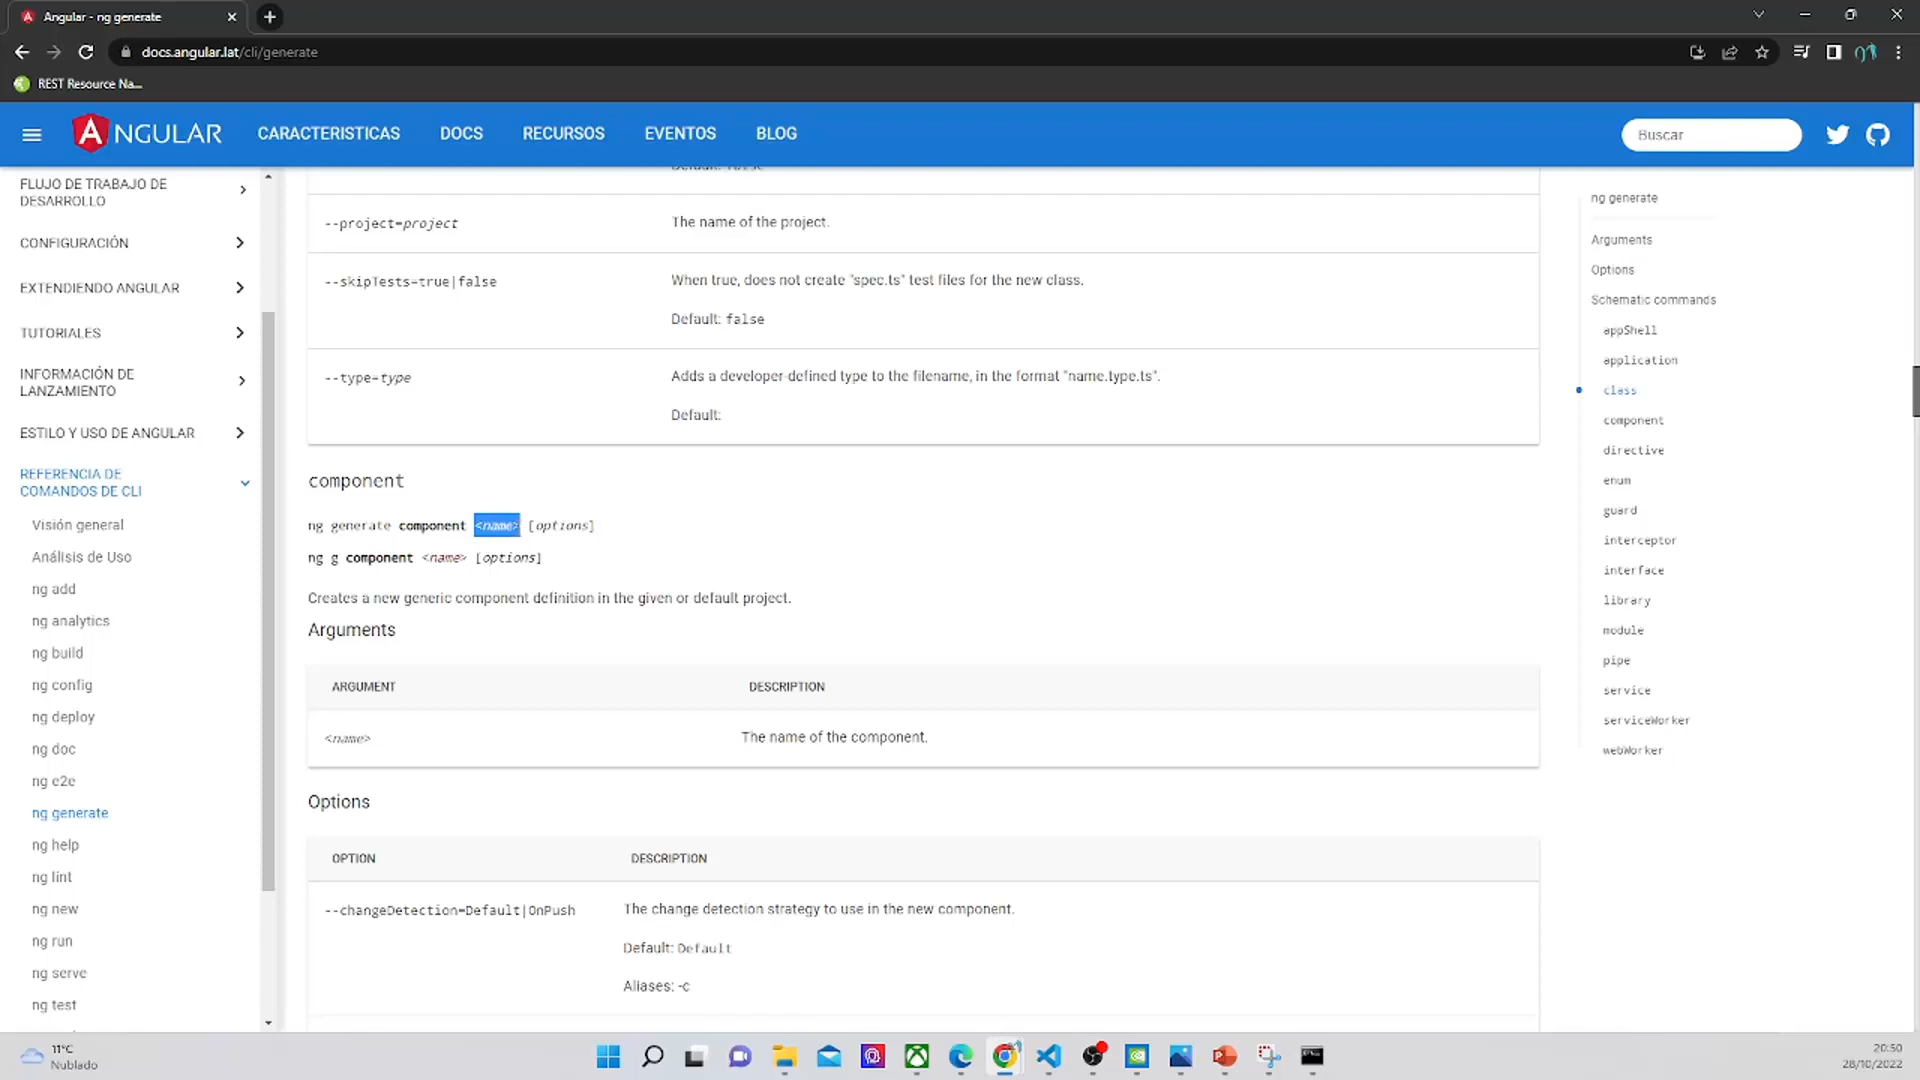 Angular - ng generate
docs.angular.lat/cli/generate
REST Resource Na...
ANGULAR
CARACTERISTICAS
DOCS
RECURSOS
EVENTOS
BLOG
Buscar
FLUJO DE TRABAJO DE
DESARROLLO
CONFIGURACIÓN
EXTENDIENDO ANGULAR
TUTORIALES
INFORMACIÓN DE
LANZAMIENTO
ESTILO Y USO DE ANGULAR
REFERENCIA DE
COMANDOS DE CLI
Visión general
Análisis de Uso
ng add
ng analytics
ng build
ng config
ng deploy
ng doc
ng e2e
ng generate
ng help
ng lint
ng new
ng run
ng serve
ng test
Default: false
--project=project
The name of the project.
--skipTests=true|false
When true, does not create "spec.ts" test files for the new class.
Default: false
--type=type
Adds a developer-defined type to the filename, in the format "name.type.ts".
Default:
component
ng generate component <name> [options]
ng g component <name> [options]
Creates a new generic component definition in the given or default project.
Arguments
ARGUMENT DESCRIPTION
<name> The name of the component.
Options
OPTION DESCRIPTION
--changeDetection=Default|OnPush The change detection strategy to use in the new component.
Default: Default
Aliases: -c
ng generate
Arguments
Options
Schematic commands
appShell
application
class
component
directive
enum
guard
interceptor
interface
library
module
pipe
service
serviceWorker
webWorker
11°C
Nublado
20:50
28/10/2022